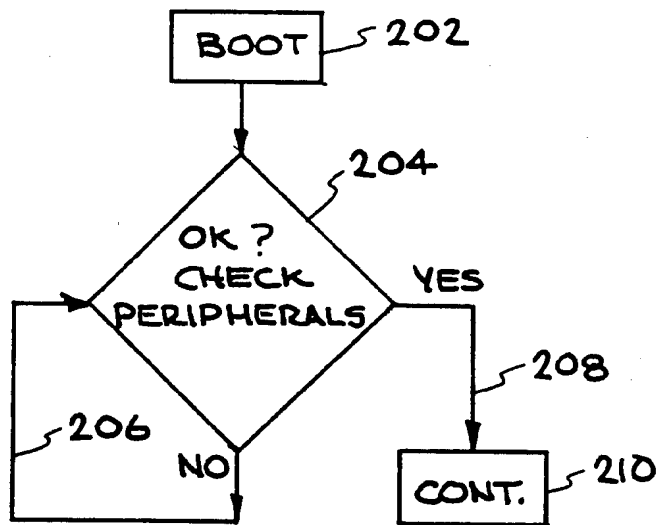 BOOT
202
204
OK?
CHECK
PERIPHERALS
YES
208
206
NO
CONT.
210